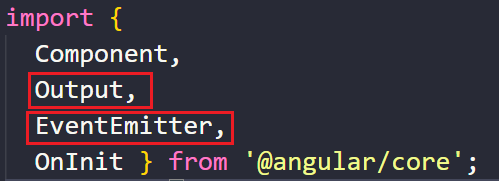 import {
Component,
Output,
EventEmitter,
OnInit } from '@angular/core';